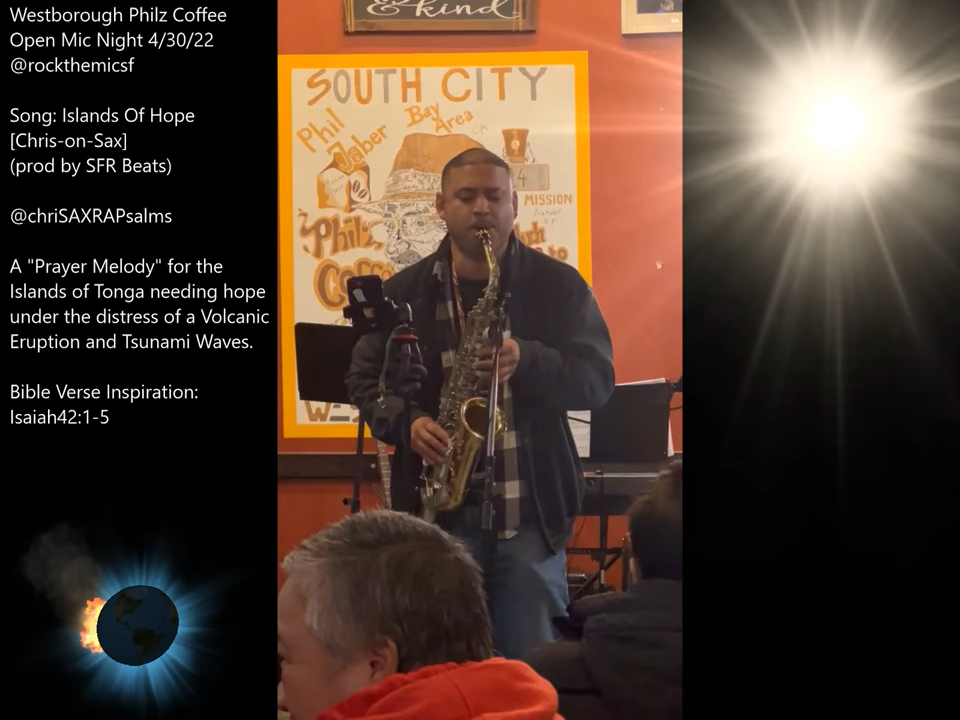 Westborough Philz Coffee
Open Mic Night 4/30/22
@rockthemicsf
Song: Islands Of Hope
[Chris-on-Sax]
(prod by SFR Beats)
@chriSAXRAPsalms
A "Prayer Melody" for the
Islands of Tonga needing hope
under the distress of a Volcanic
Eruption and Tsunami Waves.
Bible Verse Inspiration:
Isaiah42:1-5
& kind
SOUTH CITY
Phil
Jaber
Bay
Area
MISSION
Philz